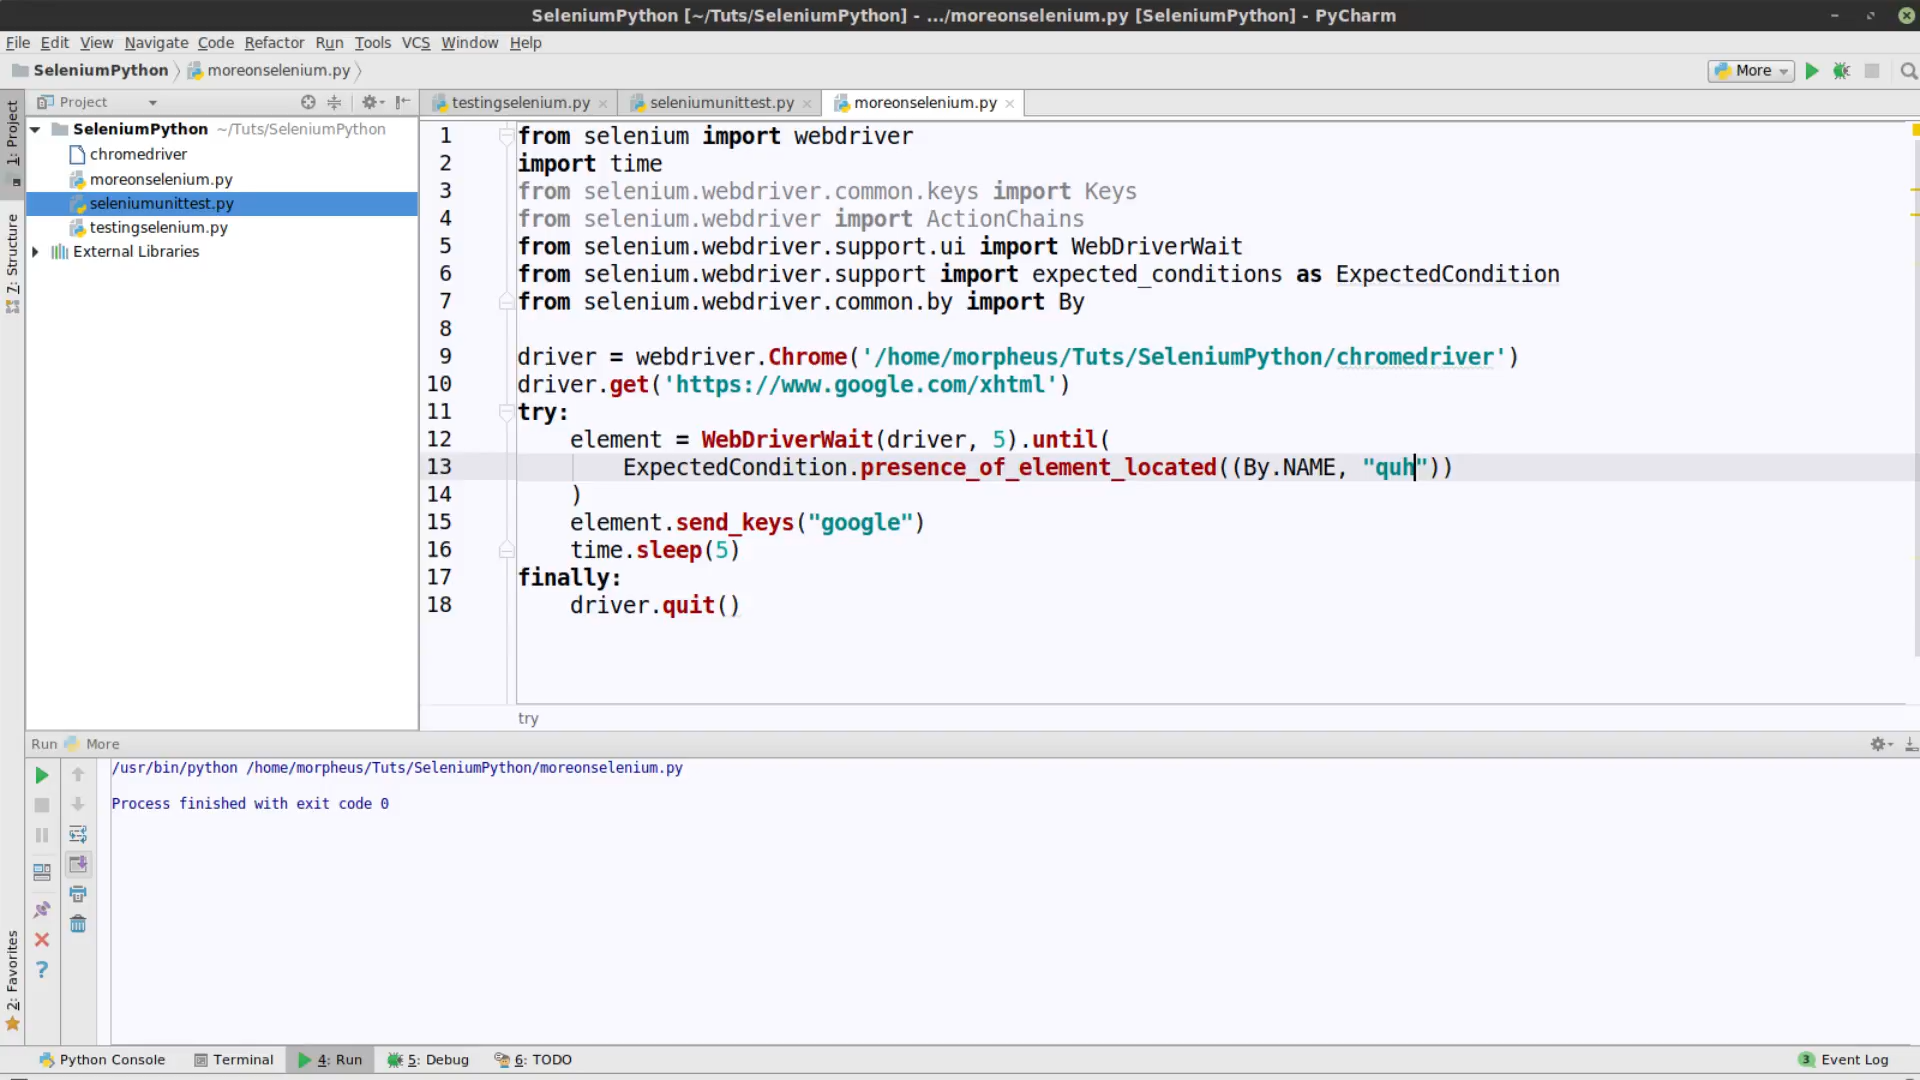 SeleniumPython [~/Tuts/SeleniumPython] - .../moreonselenium.py [SeleniumPython] - PyCharm
File Edit View Navigate Code Refactor Run Tools VCS Window Help
SeleniumPython moreonselenium.py More
1: Project
7: Structure
2: Favorites
Project
SeleniumPython ~/Tuts/SeleniumPython
chromedriver
moreonselenium.py
seleniumunittest.py
testingselenium.py
External Libraries
testingselenium.py seleniumunittest.py moreonselenium.py
1 from selenium import webdriver
2 import time
3 from selenium.webdriver.common.keys import Keys
4 from selenium.webdriver import ActionChains
5 from selenium.webdriver.support.ui import WebDriverWait
6 from selenium.webdriver.support import expected_conditions as ExpectedCondition
7 from selenium.webdriver.common.by import By
8
9 driver = webdriver.Chrome('/home/morpheus/Tuts/SeleniumPython/chromedriver')
10 driver.get('https://www.google.com/xhtml')
11 try:
12 element = WebDriverWait(driver, 5).until(
13 ExpectedCondition.presence_of_element_located((By.NAME, "quh"))
14 )
15 element.send_keys("google")
16 time.sleep(5)
17 finally:
18 driver.quit()
try
Run More
/usr/bin/python /home/morpheus/Tuts/SeleniumPython/moreonselenium.py
Process finished with exit code 0
Python Console Terminal 4: Run 5: Debug 6: TODO 3 Event Log